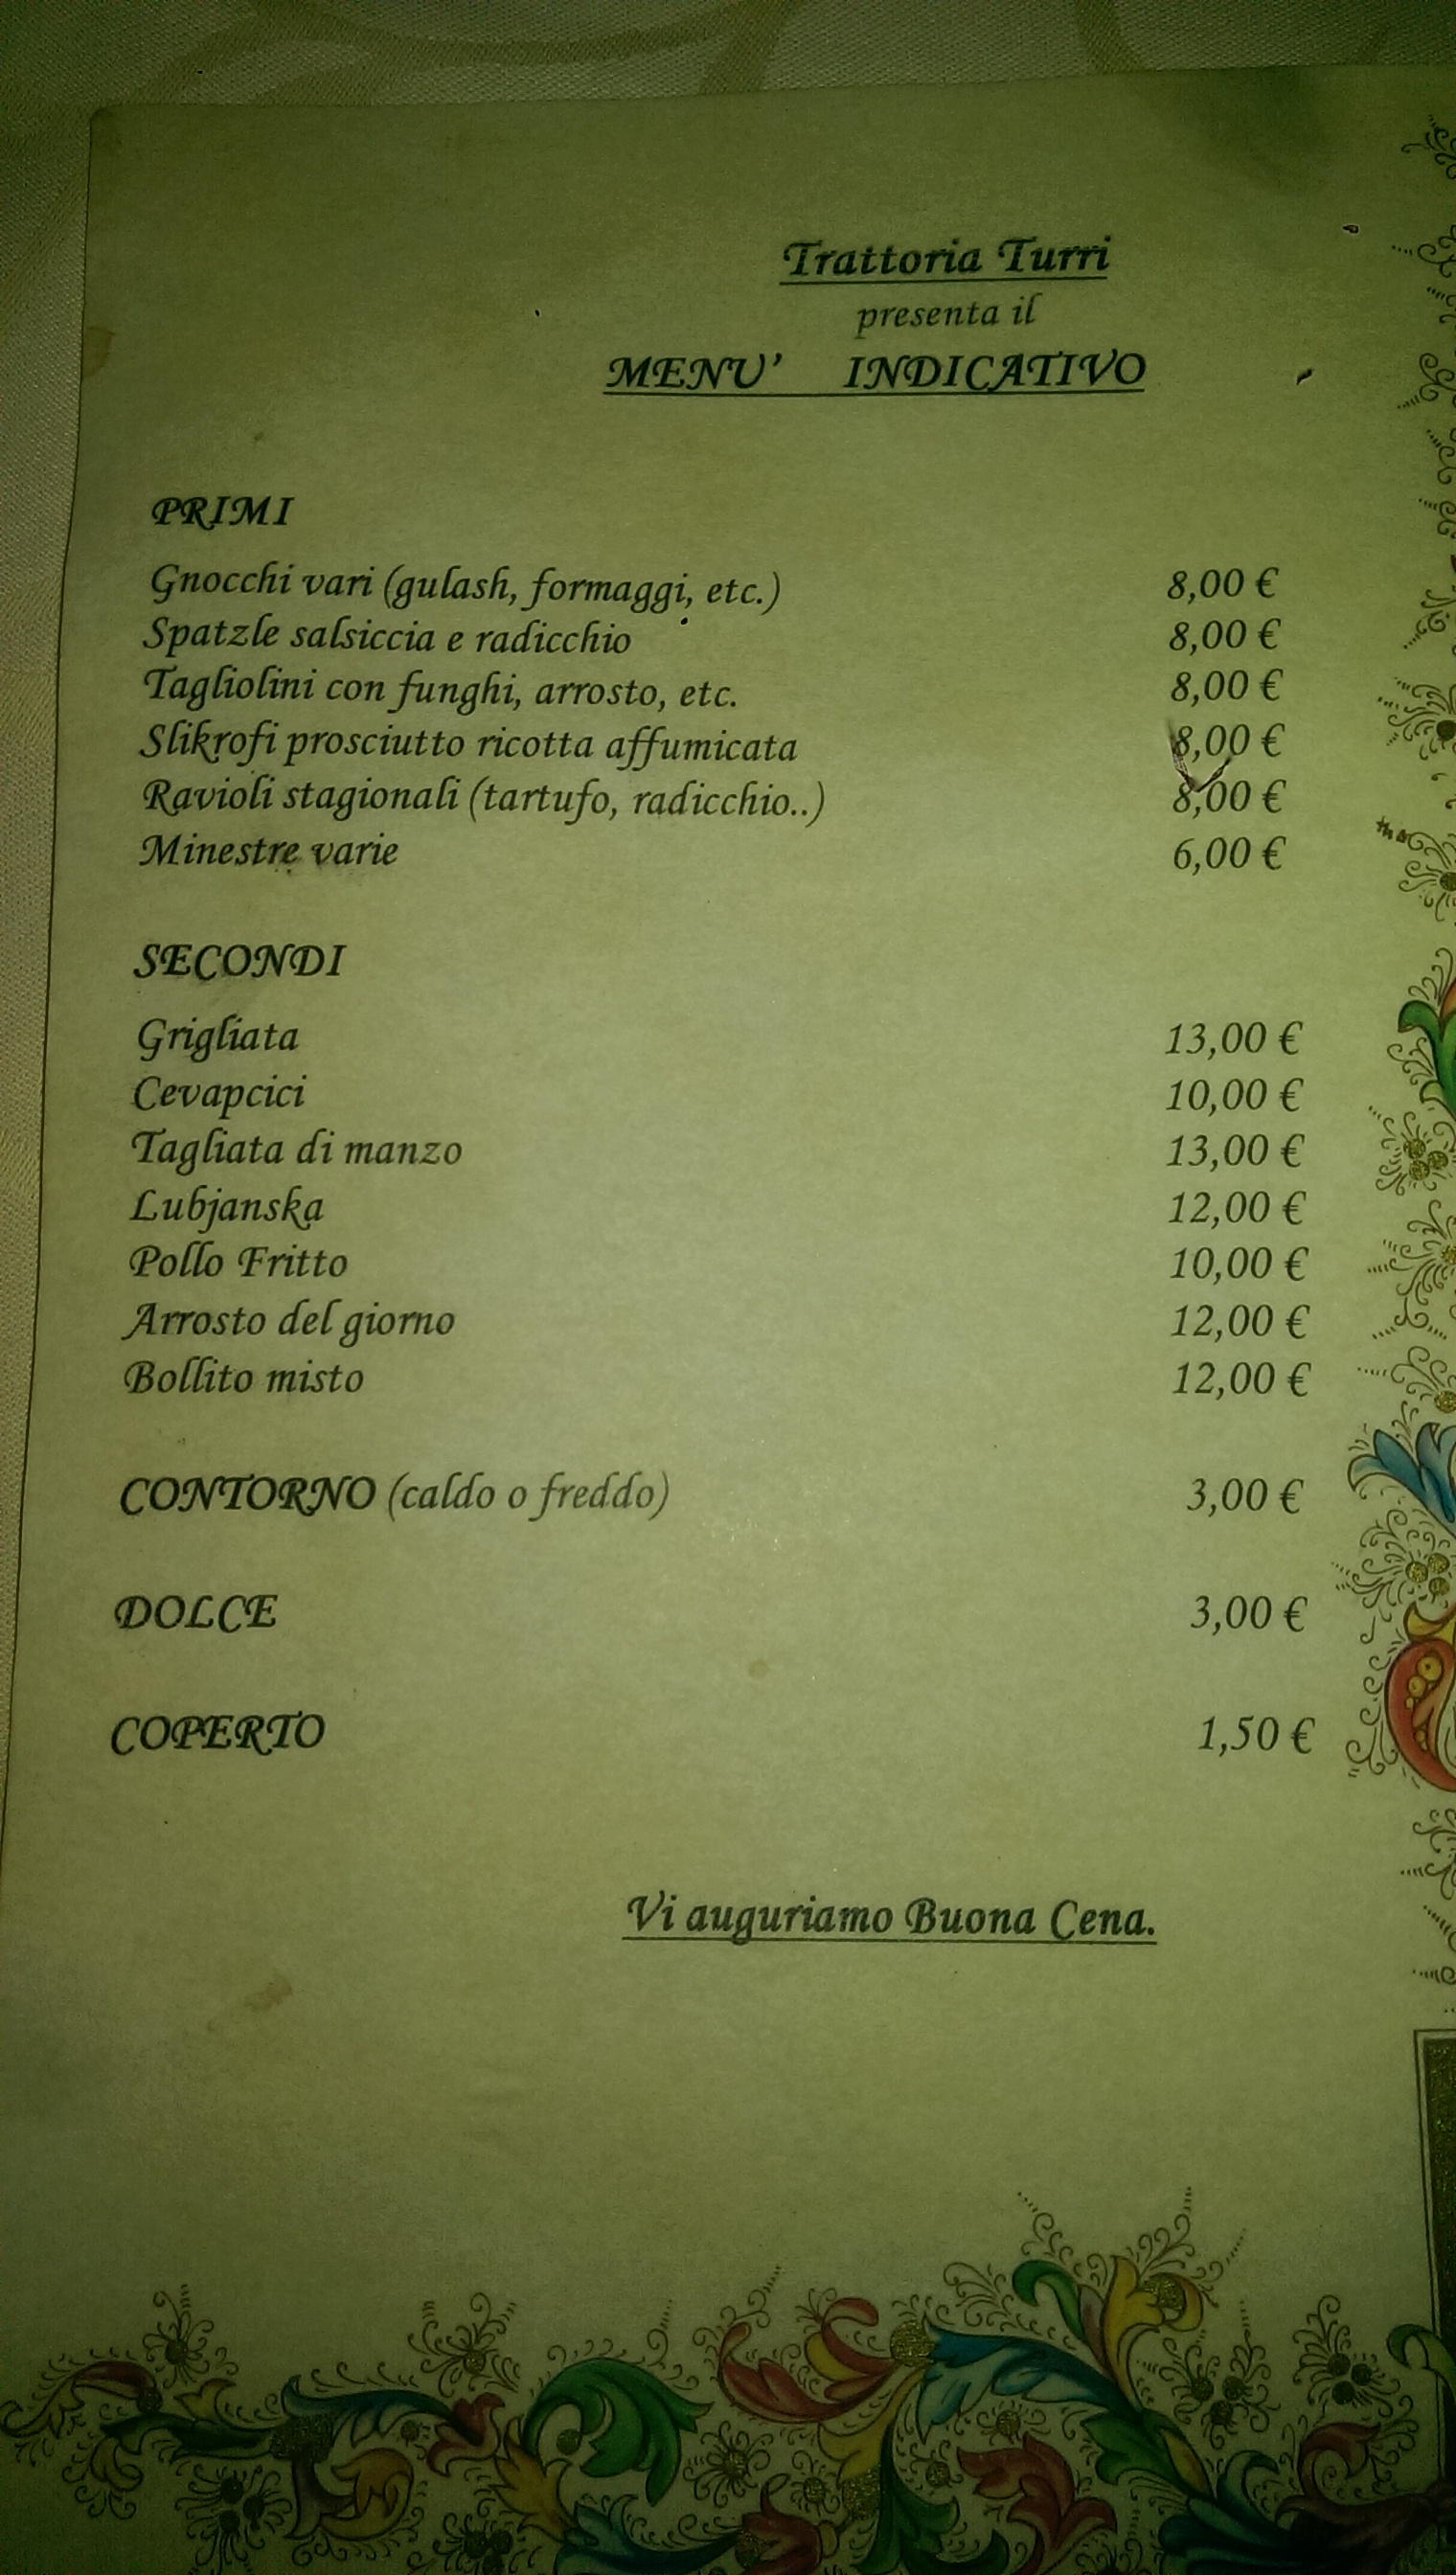 Trattoria Turri
presenta il
MENU' INDICATIVO
PRIMI
Gnocchi vari (gulash, formaggi, etc.) 8,00 €
Spatzle salsiccia e radicchio 8,00 €
Tagliolini con funghi, arrosto, etc. 8,00 €
Slikrofi prosciutto ricotta affumicata 8,00 €
Ravioli stagionali (tartufo, radicchio..) 8,00 €
Minestre varie 6,00 €
SECONDI
Grigliata 13,00 €
Cevapcici 10,00 €
Tagliata di manzo 13,00 €
Lubjanska 12,00 €
Pollo Fritto 10,00 €
Arrosto del giorno 12,00 €
Bollito misto 12,00 €
CONTORNO (caldo o freddo) 3,00 €
DOLCE 3,00 €
COPERTO 1,50 €
Vi auguriamo Buona Cena.